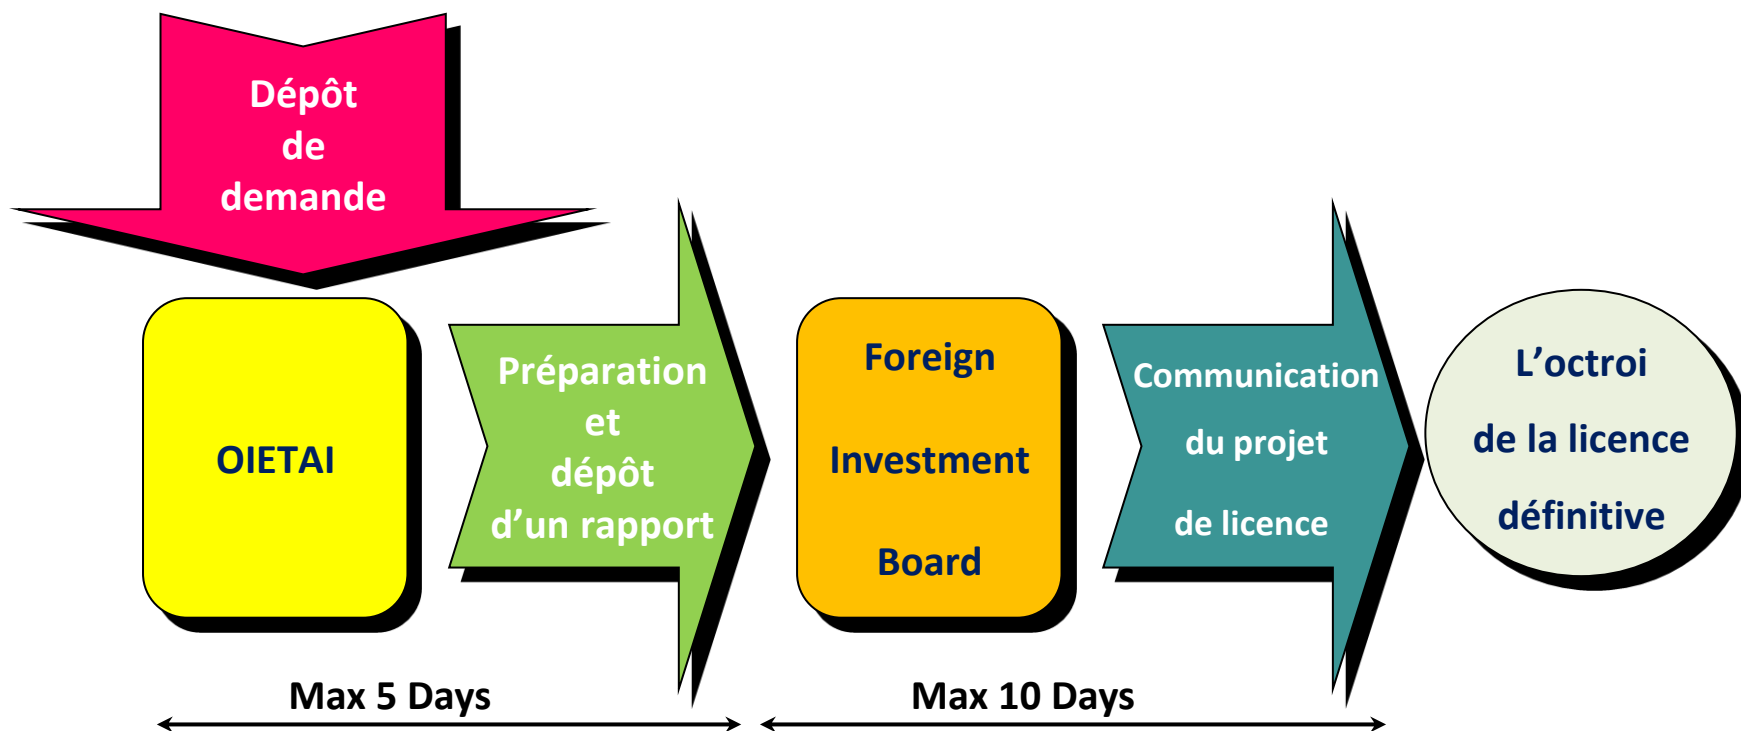 Dépôt
de
demande
OIETAI
Préparation
et
dépôt
d’un rapport
Foreign
Investment
Board
Communication
du projet
de licence
L’octroi
de la licence
définitive
Max 5 Days
Max 10 Days